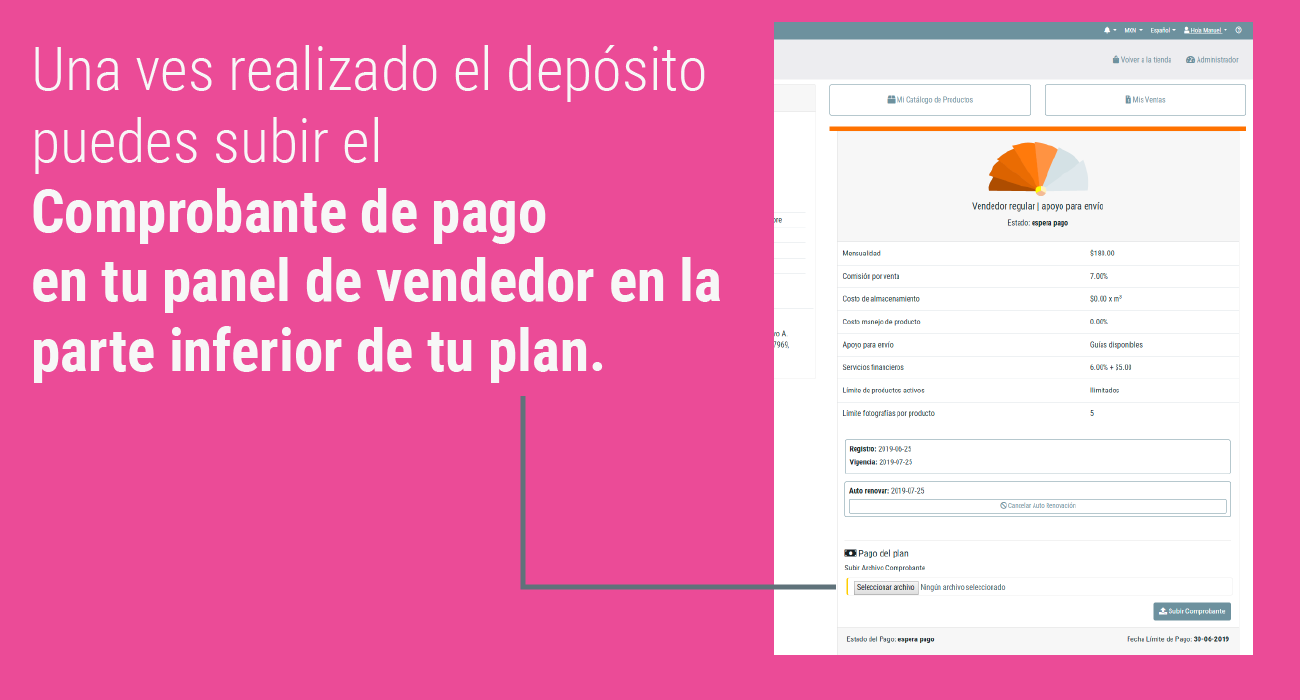 Una ves realizado el depósito
puedes subir el
Comprobante de pago
en tu panel de vendedor en la
parte inferior de tu plan.
MXN Español Hola Manuel
Volver a la tienda Administrador
Mi Catálogo de Productos Mis Ventas
Vendedor regular | apoyo para envío
Estado: espera pago
Mensualidad $180.00
Comisión por venta 7.00%
Costo de almacenamiento $0.00 x m³
Costo manejo de producto 0.00%
Apoyo para envío Guías disponibles
Servicios financieros 6.00% + $5.00
Límite de productos activos Ilimitados
Límite fotografías por producto 5
Registro: 2019-06-25
Vigencia: 2019-07-25
Auto renovar: 2019-07-25
Cancelar Auto Renovación
Pago del plan
Subir Archivo Comprobante
Seleccionar archivo Ningún archivo seleccionado
Subir Comprobante
Estado del Pago: espera pago Fecha Límite de Pago: 30-06-2019